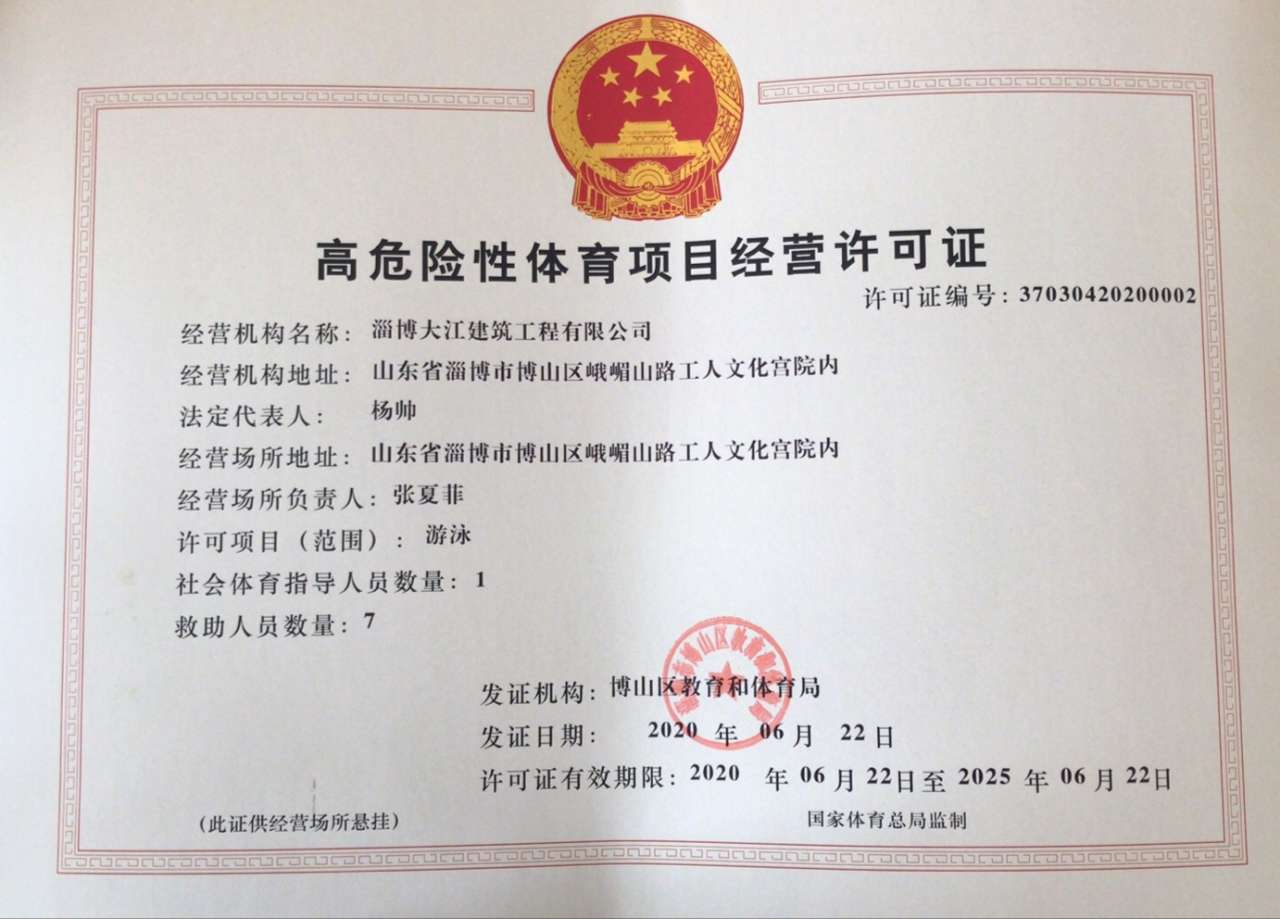 高危险性体育项目经营许可证
许可证编号：37030420200002
经营机构名称：淄博大江建筑工程有限公司
经营机构地址：山东省淄博市博山区峨嵋山路工人文化宫院内
法定代表人：杨帅
经营场所地址：山东省淄博市博山区峨嵋山路工人文化宫院内
经营场所负责人：张夏菲
许可项目（范围）：游泳
社会体育指导人员数量：1
救助人员数量：7
发证机构：博山区教育和体育局
发证日期：2020 年 06 月 22 日
许可证有效期限：2020 年 06 月 22 日至 2025 年 06 月 22 日
（此证供经营场所悬挂）
国家体育总局监制